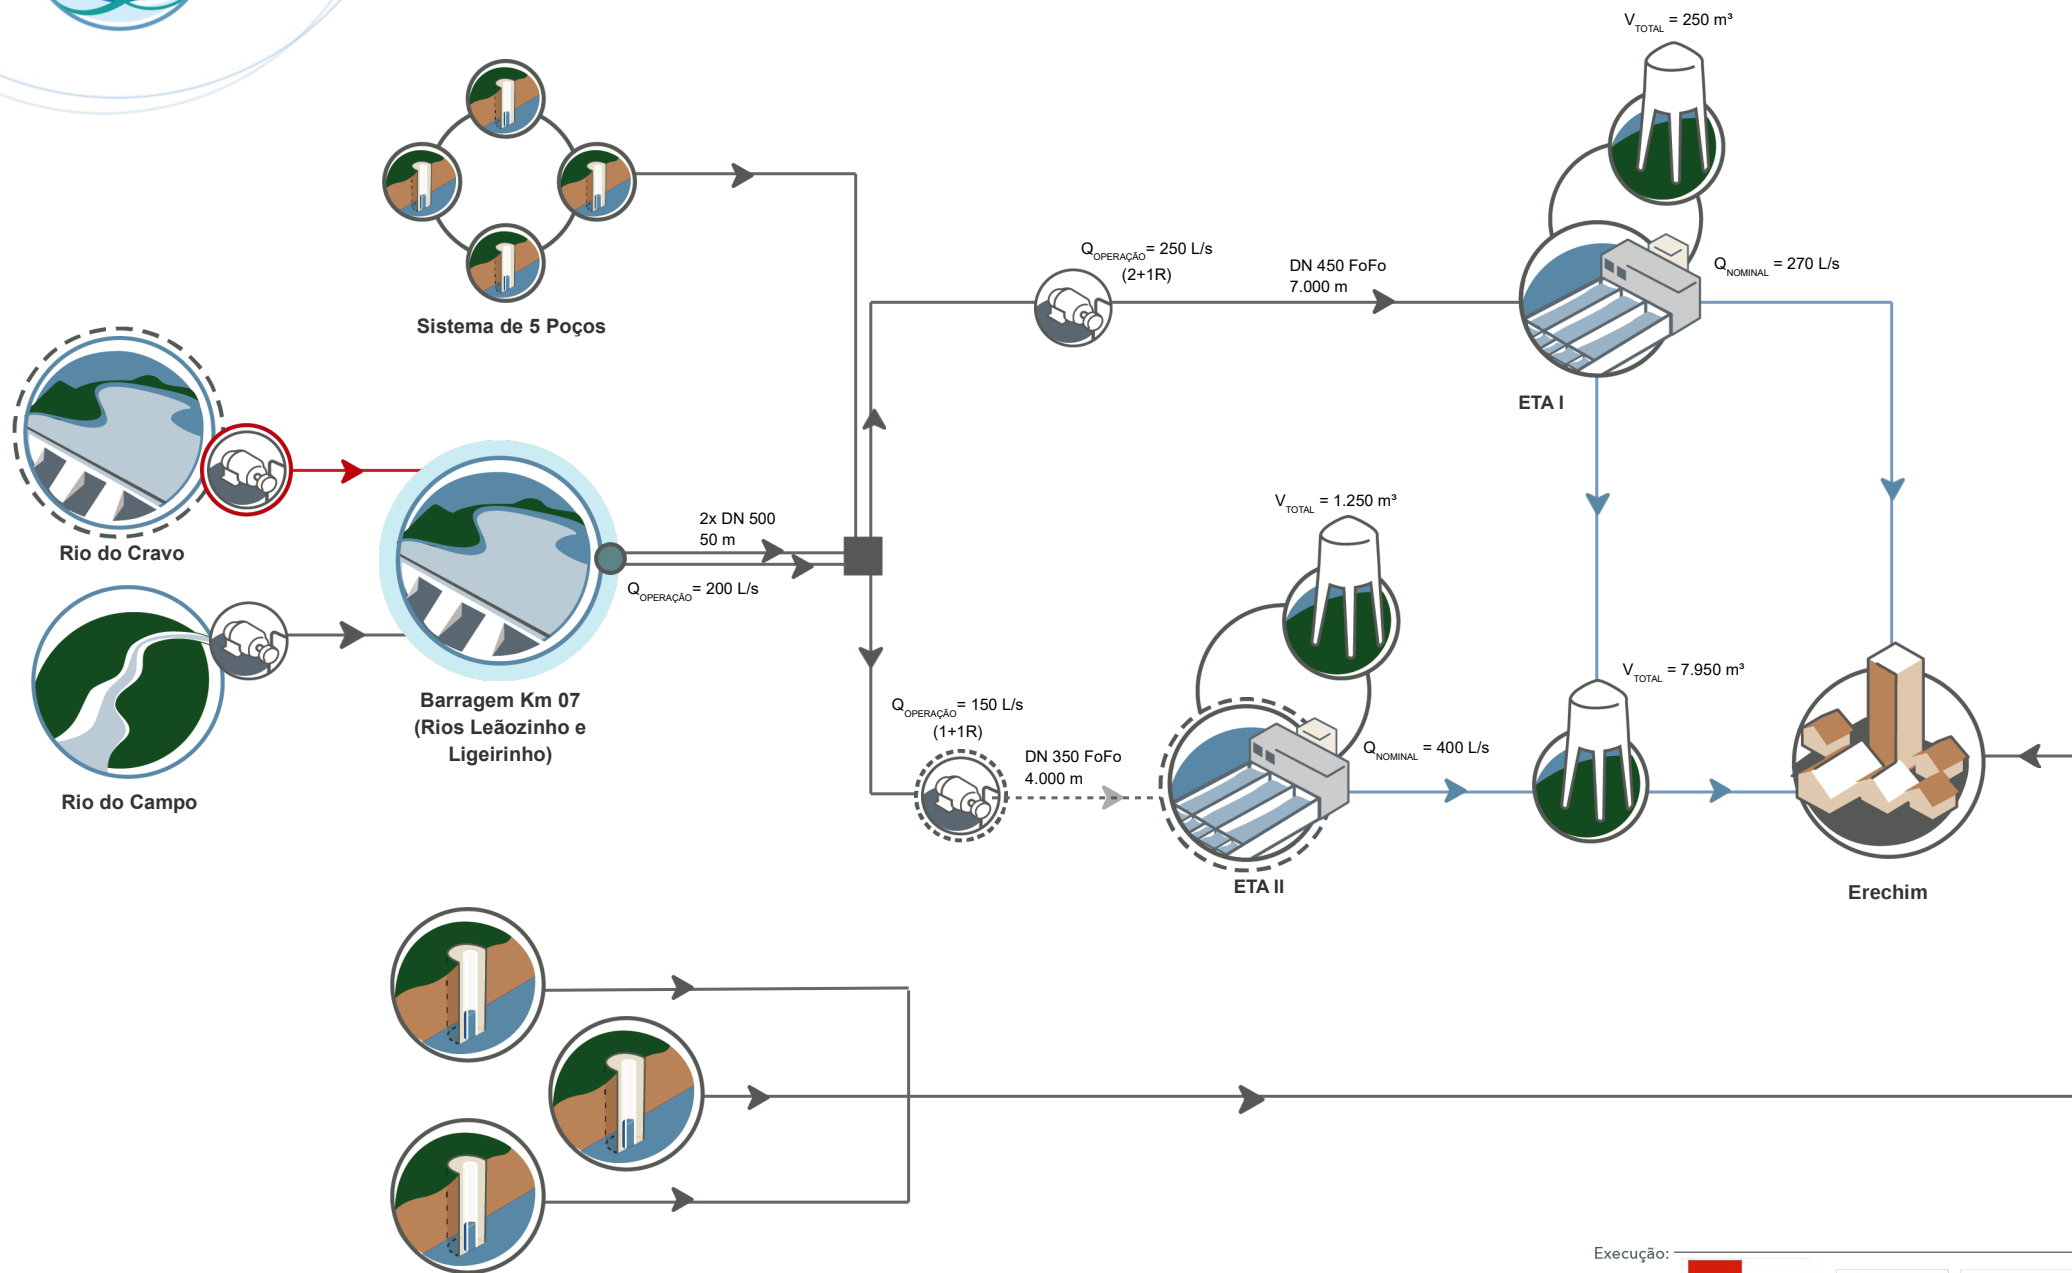 V TOTAL = 250 m³
Q OPERAÇÃO = 250 L/s
(2+1R)
DN 450 FoFo
7.000 m
Q NOMINAL = 270 L/s
Sistema de 5 Poços
ETA I
V TOTAL = 1.250 m³
2x DN 500
50 m
Rio do Cravo
Q OPERAÇÃO = 200 L/s
V TOTAL = 7.950 m³
Barragem Km 07
(Rios Leãozinho e
Ligeirinho)
Q OPERAÇÃO = 150 L/s
(1+1R)
DN 350 FoFo
4.000 m
Q NOMINAL = 400 L/s
Rio do Campo
ETA II
Erechim
Execução: